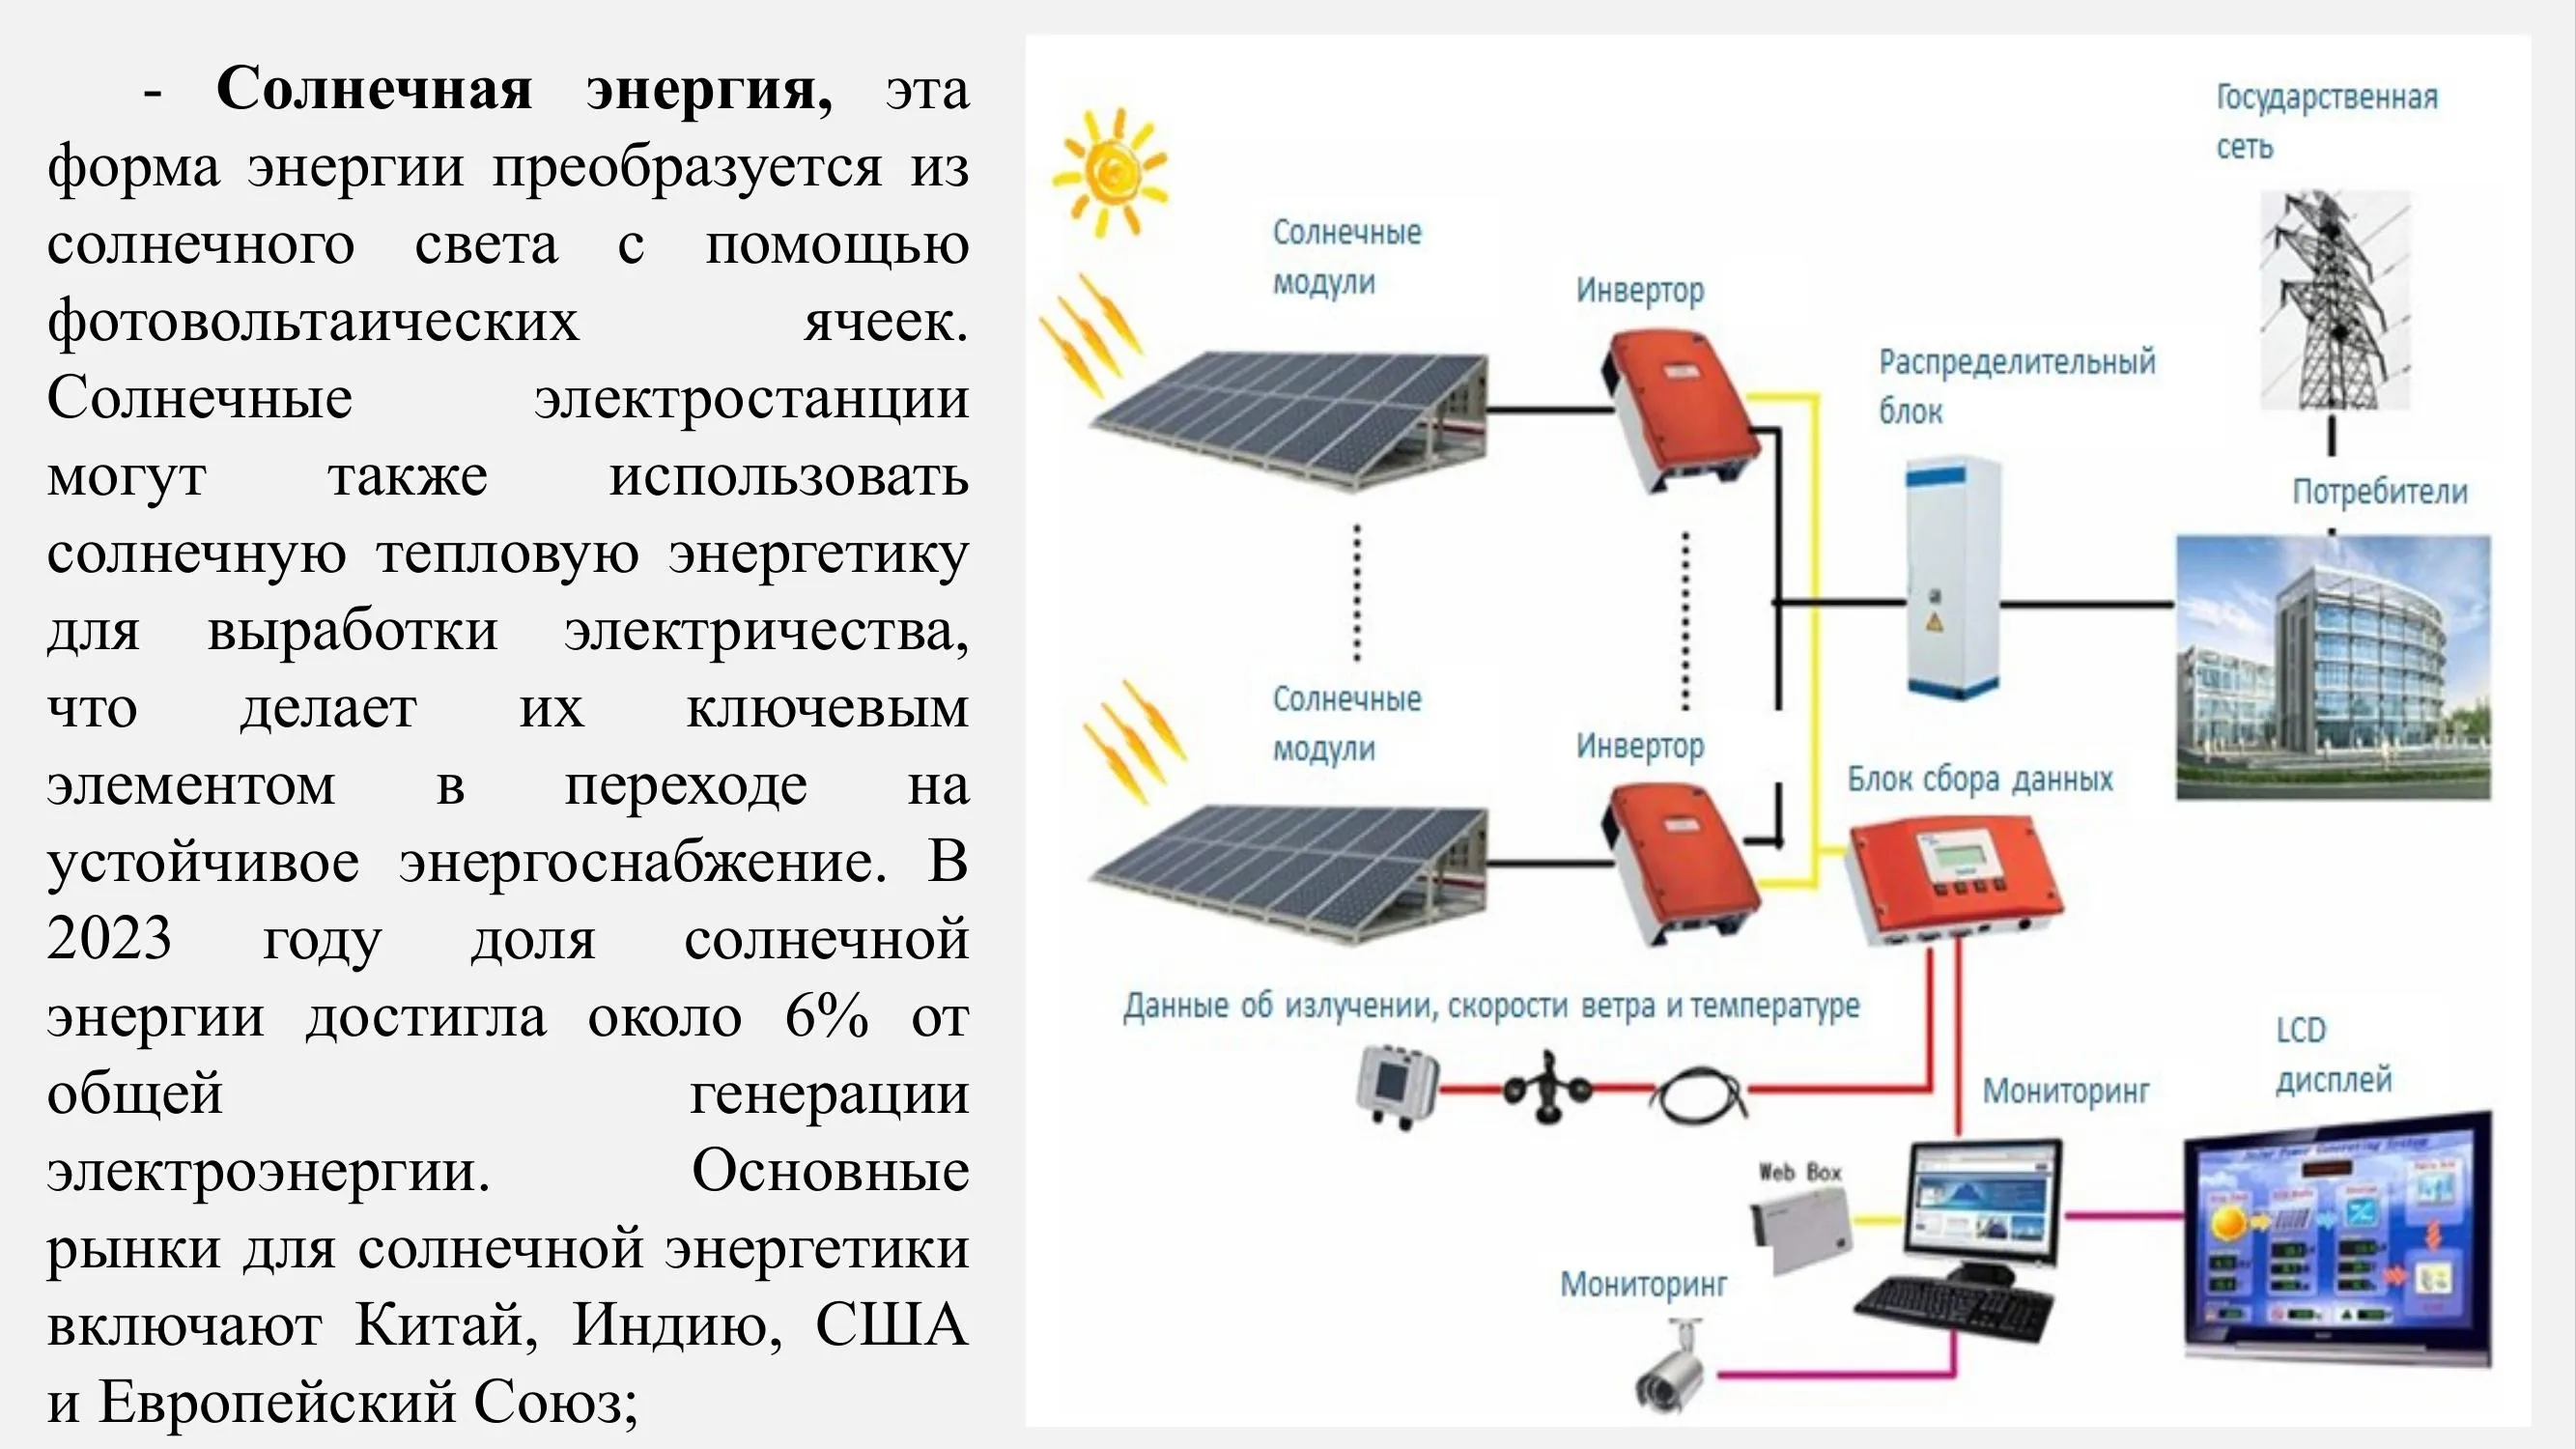 - Солнечная энергия, эта
форма энергии преобразуется из
солнечного света с помощью
фотовольтаических ячеек.
Солнечные электростанции
могут также использовать
солнечную тепловую энергетику
для выработки электричества,
что делает их ключевым
элементом в переходе на
устойчивое энергоснабжение. В
2023 году доля солнечной
энергии достигла около 6% от
общей генерации
электроэнергии. Основные
рынки для солнечной энергетики
включают Китай, Индию, США
и Европейский Союз;
Государственная
сеть
Солнечные
модули
Инвертор
Распределительный
блок
Потребители
Солнечные
модули
Инвертор
Блок сбора данных
Данные об излучении, скорости ветра и температуре
LCD
дисплей
Мониторинг
Web Box
Мониторинг
Solar Power Generating System